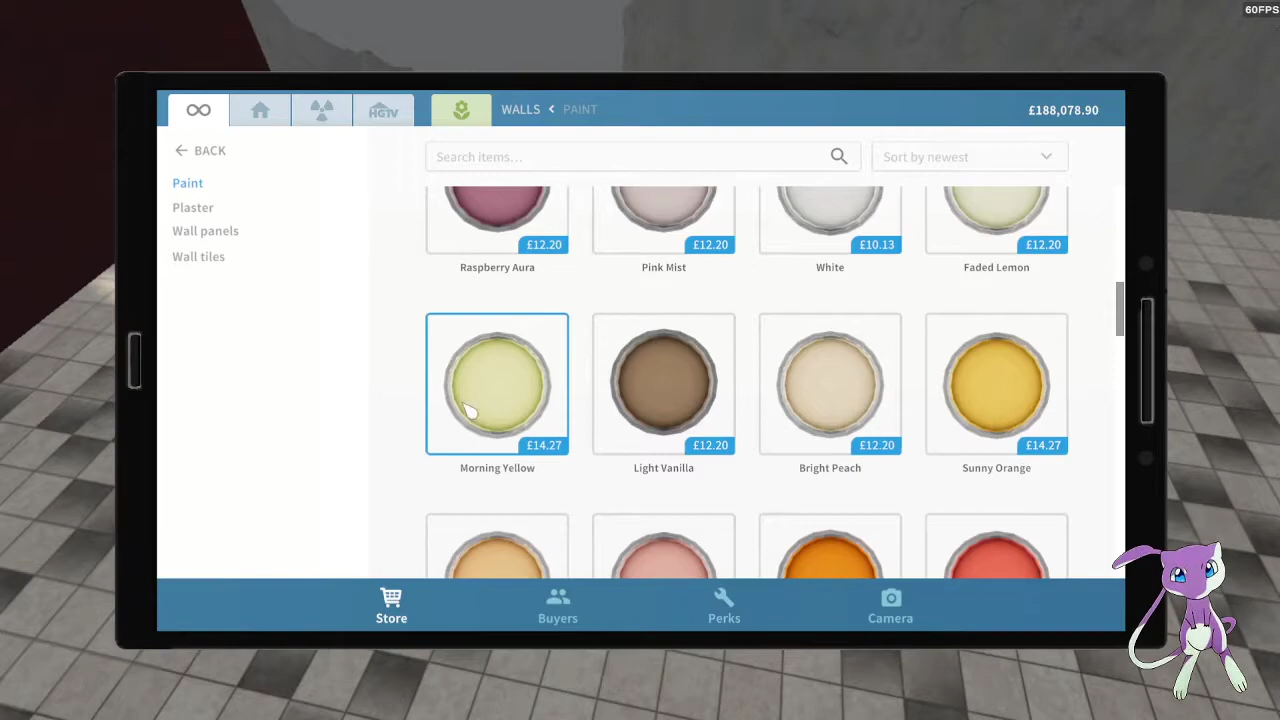 60FPS
HGTV
WALLS < PAINT
£188,078.90
BACK
Search items...
Sort by newest
Paint
Plaster
Wall panels
Wall tiles
£12.20
£12.20
£10.13
£12.20
Raspberry Aura
Pink Mist
White
Faded Lemon
£14.27
£12.20
£12.20
£14.27
Morning Yellow
Light Vanilla
Bright Peach
Sunny Orange
Store
Buyers
Perks
Camera